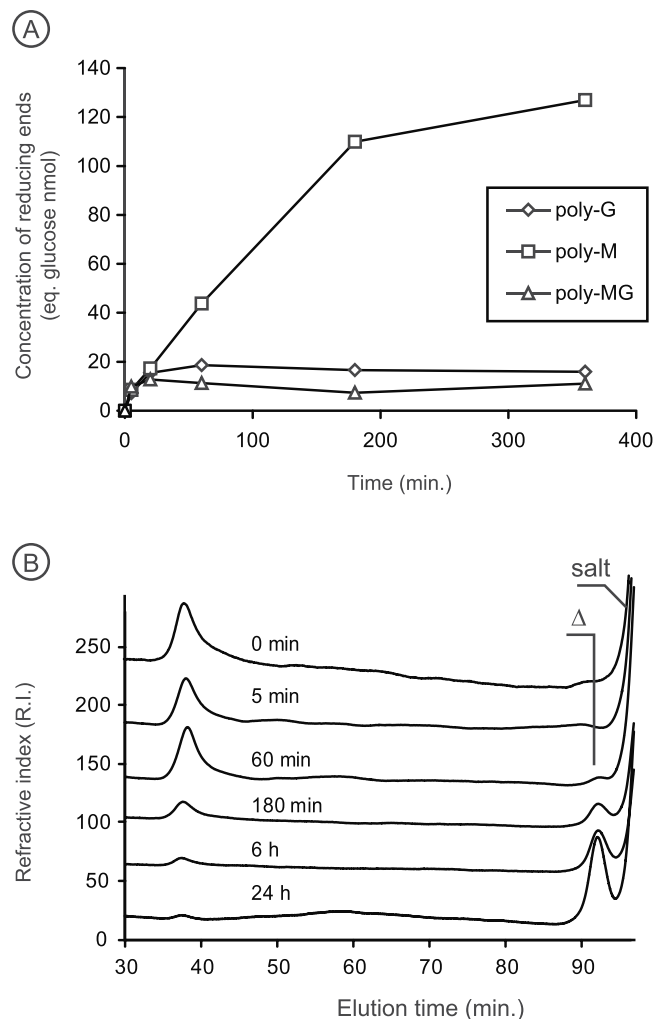 A
Concentration of reducing ends
(eq. glucose nmol)
140
120
100
80
60
40
20
0
poly-G
poly-M
poly-MG
0 100 200 300 400
Time (min.)
B
salt
Δ
Refractive index (R.I.)
250
200
150
100
50
0
0 min
5 min
60 min
180 min
6 h
24 h
30 40 50 60 70 80 90
Elution time (min.)